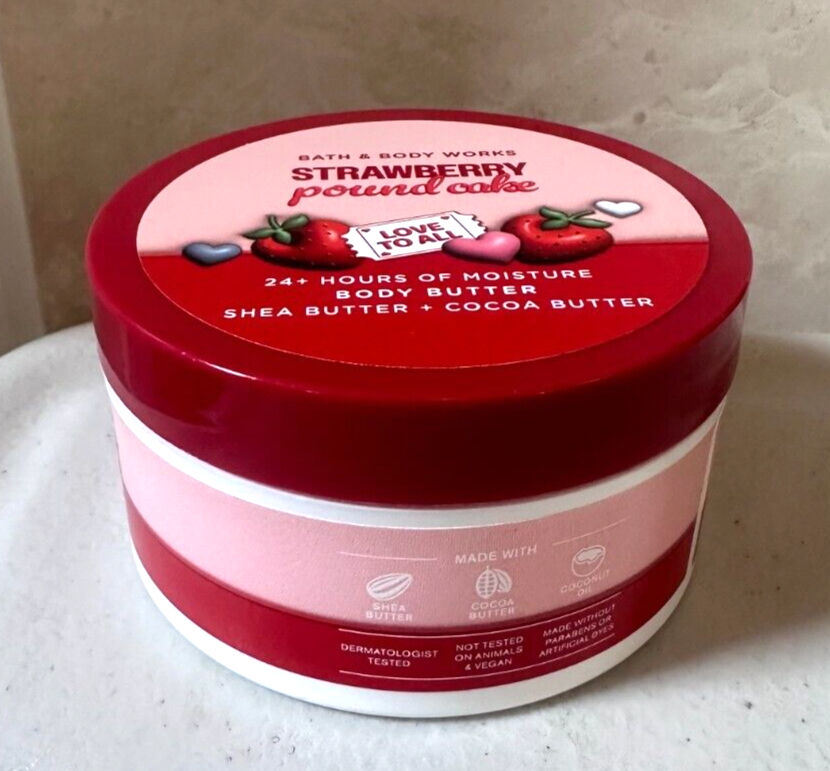 BATH & BODY WORKS
STRAWBERRY
pound cake
LOVE
TO ALL
24+ HOURS OF MOISTURE
BODY BUTTER
SHEA BUTTER + COCOA BUTTER
MADE WITH
SHEA
BUTTER
COCOA
BUTTER
COCONUT
OIL
DERMATOLOGIST
TESTED
NOT TESTED
ON ANIMALS
& VEGAN
MADE WITHOUT
PARABENS OR
ARTIFICIAL DYES